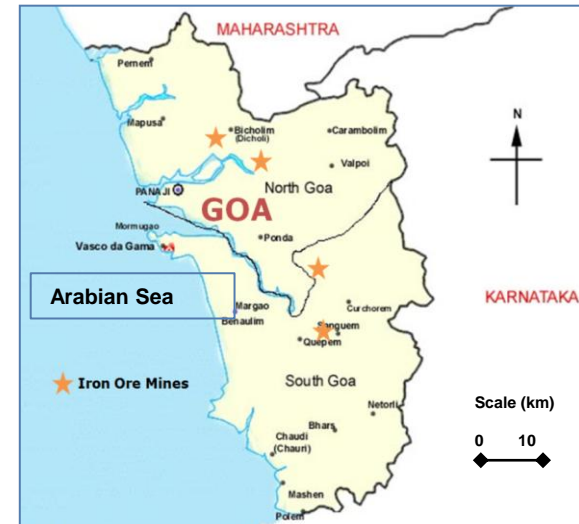 MAHARASHTRA
Pernem
Mapusa
Bicholim
(Dicholi)
Carambolim
Valpoi
PANAJI
North Goa
GOA
Mormugao
Ponda
Vasco da Gama
N
Arabian Sea
Margao
Benaulim
Curchorem
Sanguem
Quepem
KARNATAKA
Iron Ore Mines
South Goa
Netorli
Scale (km)
Bhars
Chaudi
(Chauri)
0 10
Mashen
Polem